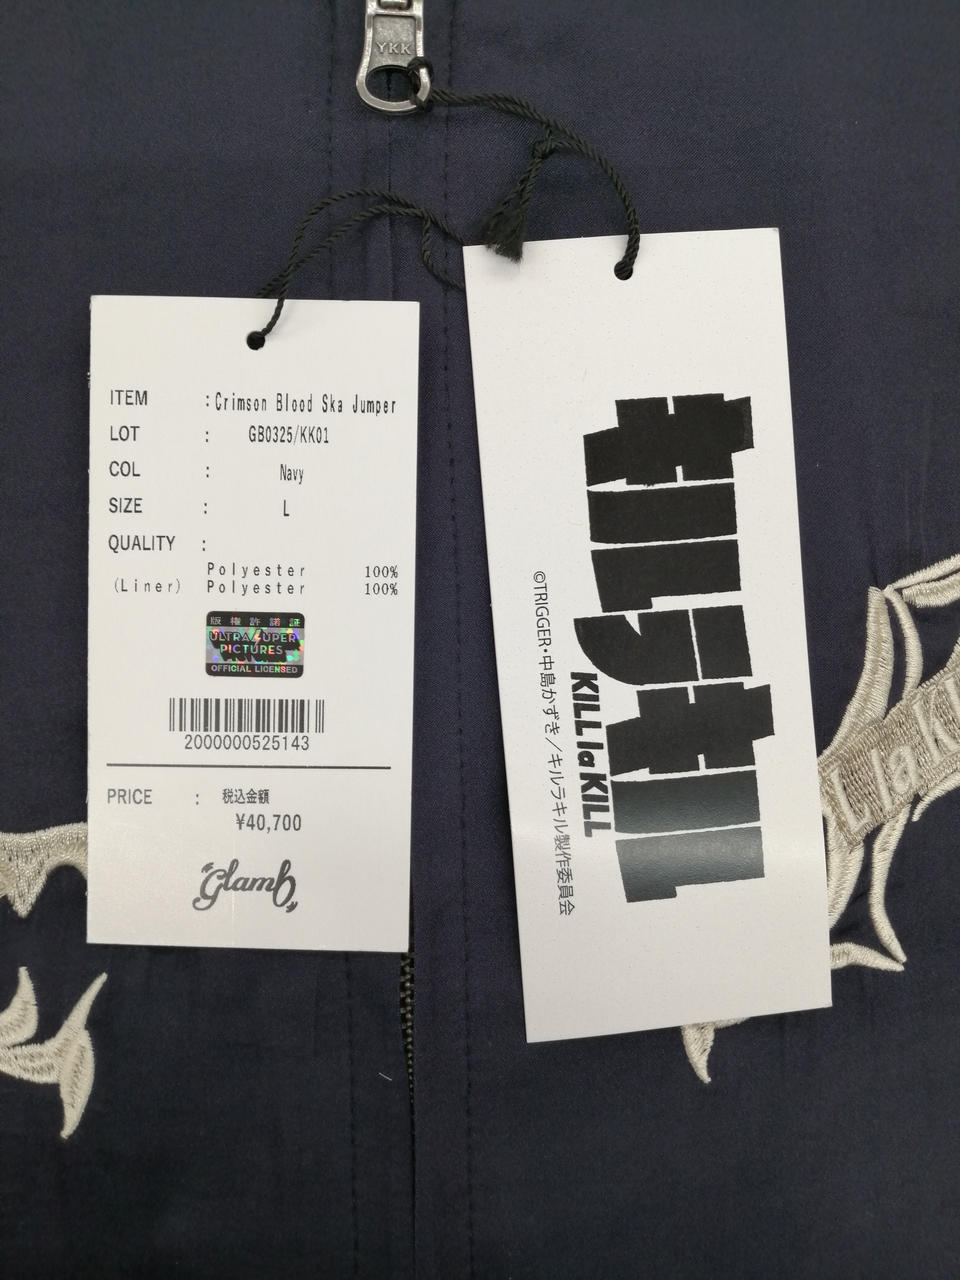 YKK
ITEM : Crimson Blood Ska Jumper
LOT : GB0325/KK01
COL : Navy
SIZE : L
QUALITY :
Polyester 100%
(Liner) Polyester 100%
版権許諾証
ULTRA SUPER
PICTURES
OFFICIAL LICENSED
2000000525143
PRICE : 税込金額
¥40,700
glamb
キルラキル
KILL la KILL
©TRIGGER・中島かずき／キルラキル製作委員会
L la K